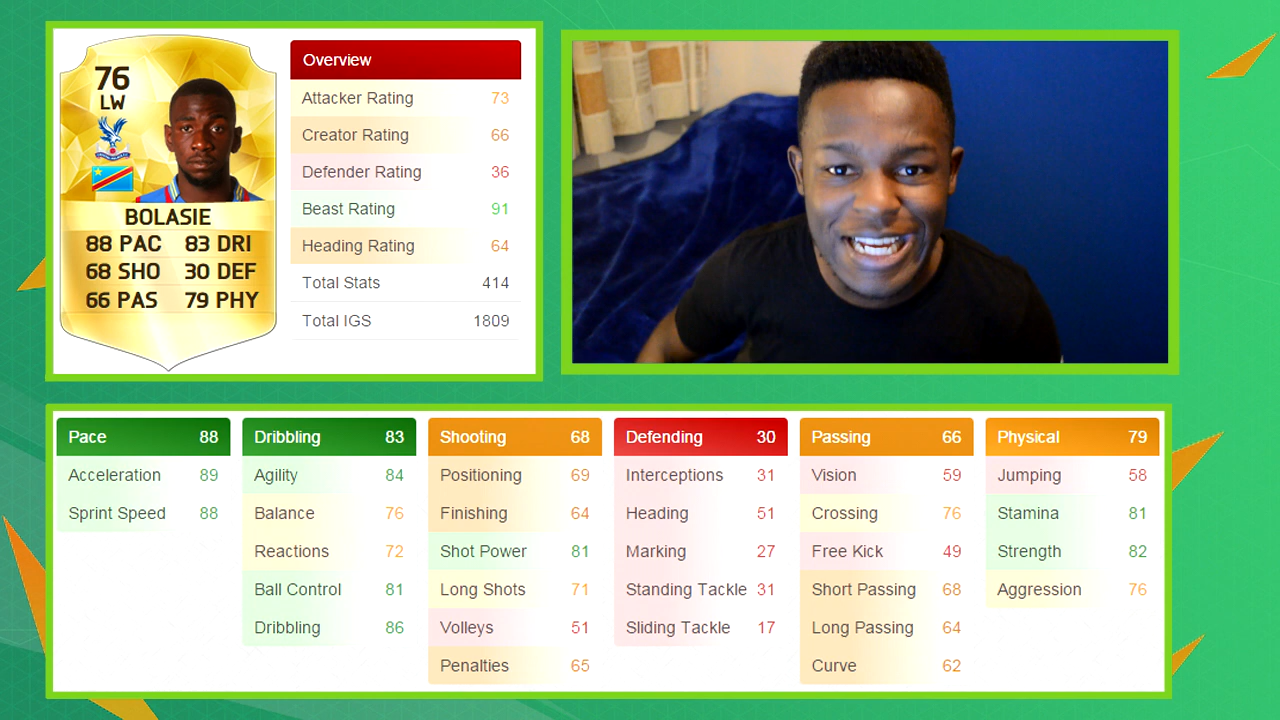 76
LW
BOLASIE
88 PAC 83 DRI
68 SHO 30 DEF
66 PAS 79 PHY
Overview
Attacker Rating 73
Creator Rating 66
Defender Rating 36
Beast Rating 91
Heading Rating 64
Total Stats 414
Total IGS 1809
Pace 88
Acceleration 89
Sprint Speed 88
Dribbling 83
Agility 84
Balance 76
Reactions 72
Ball Control 81
Dribbling 86
Shooting 68
Positioning 69
Finishing 64
Shot Power 81
Long Shots 71
Volleys 51
Penalties 65
Defending 30
Interceptions 31
Heading 51
Marking 27
Standing Tackle 31
Sliding Tackle 17
Passing 66
Vision 59
Crossing 76
Free Kick 49
Short Passing 68
Long Passing 64
Curve 62
Physical 79
Jumping 58
Stamina 81
Strength 82
Aggression 76